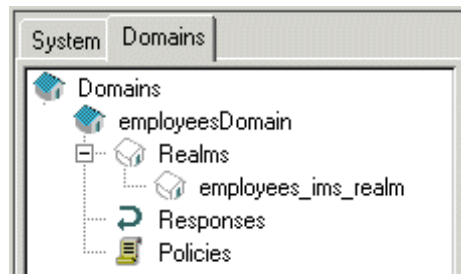 System Domains
Domains
employeesDomain
Realms
employees_ims_realm
Responses
Policies